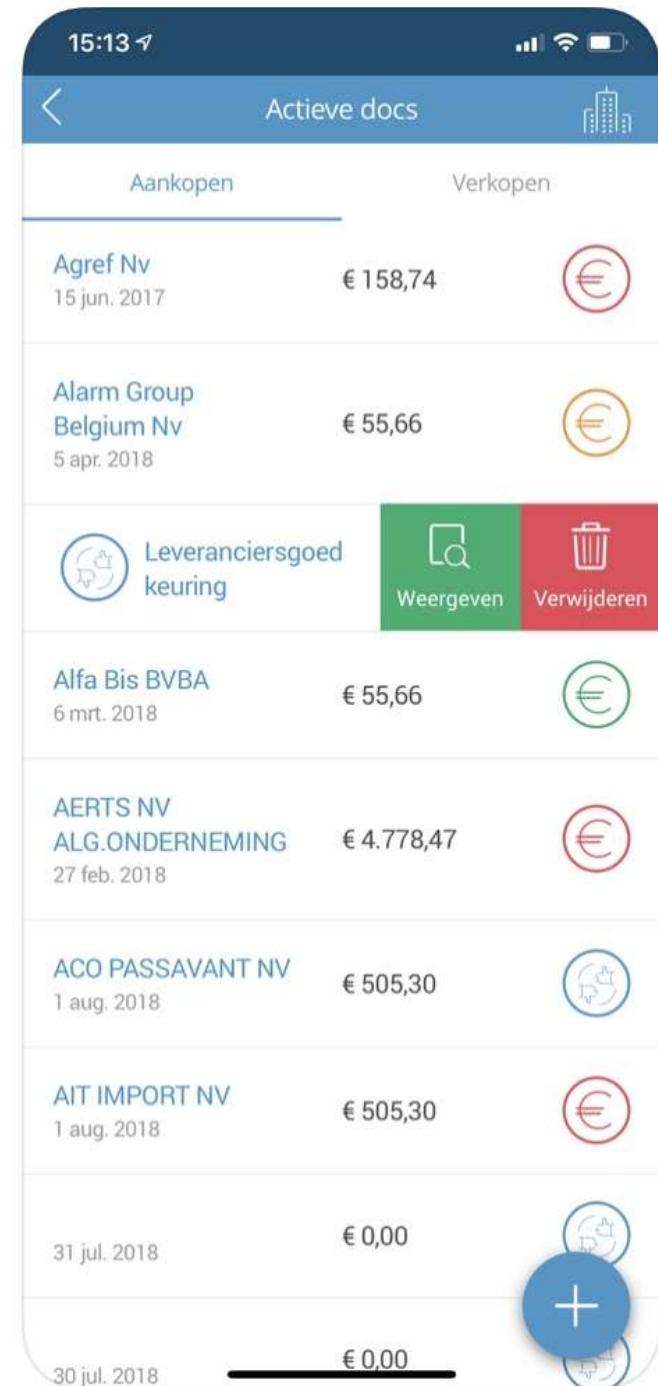 15:13
Actieve docs
Aankopen
Verkopen
Agref Nv
€ 158,74
15 jun. 2017
Alarm Group
Belgium Nv
€ 55,66
5 apr. 2018
Leveranciersgoed
keuring
Weergeven
Verwijderen
Alfa Bis BVBA
€ 55,66
6 mrt. 2018
AERTS NV
ALG.ONDERNEMING
€ 4.778,47
27 feb. 2018
ACO PASSAVANT NV
€ 505,30
1 aug. 2018
AIT IMPORT NV
€ 505,30
1 aug. 2018
€ 0,00
31 jul. 2018
€ 0,00
30 jul. 2018